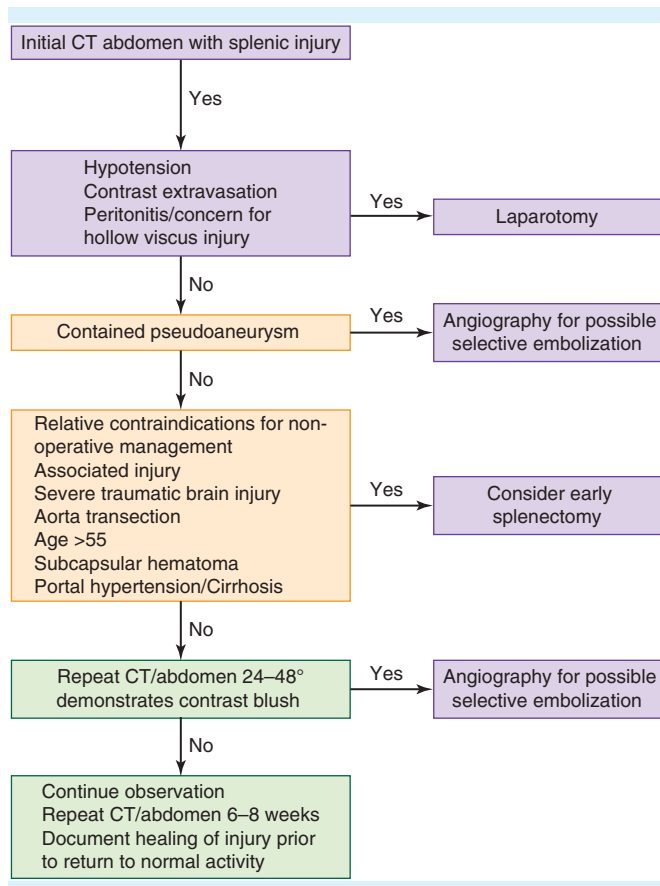 Initial CT abdomen with splenic injury
Yes
Hypotension
Contrast extravasation
Peritonitis/concern for
hollow viscus injury
Yes
Laparotomy
No
Contained pseudoaneurysm
Yes
Angiography for possible
selective embolization
No
Relative contraindications for non-
operative management
Associated injury
Severe traumatic brain injury
Aorta transection
Age >55
Subcapsular hematoma
Portal hypertension/Cirrhosis
Yes
Consider early
splenectomy
No
Repeat CT/abdomen 24–48°
demonstrates contrast blush
Yes
Angiography for possible
selective embolization
No
Continue observation
Repeat CT/abdomen 6–8 weeks
Document healing of injury prior
to return to normal activity